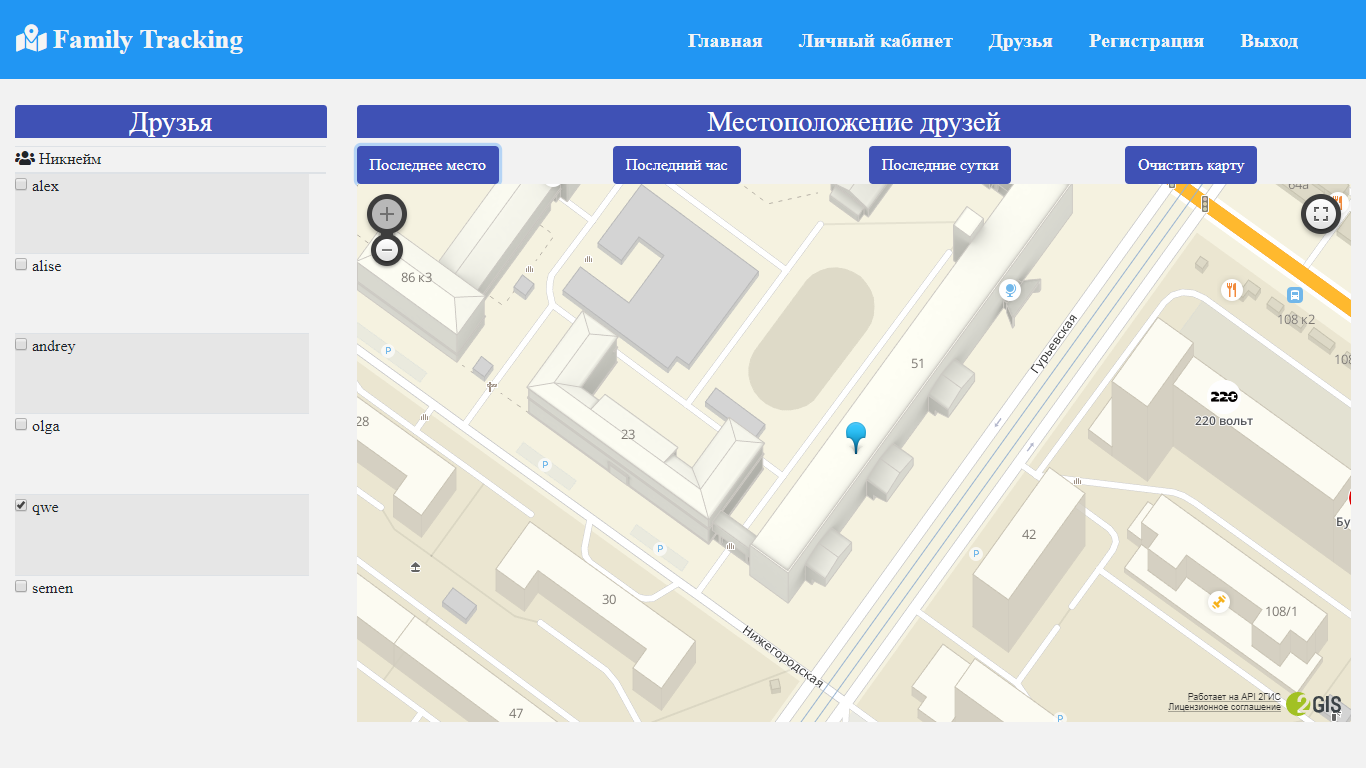 Family Tracking
Главная
Личный кабинет
Друзья
Регистрация
Выход
Друзья
Никнейм
alex
alise
andrey
olga
qwe
semen
Местоположение друзей
Последнее место
Последний час
Последние сутки
Очистить карту
64а
86 к3
108 к2
108
Гурьевская
51
P
220
220 вольт
28
23
P
Бу
42
P
P
30
108/1
Нижегородская
47
P
Работает на API 2ГИС
Лицензионное соглашение
2GIS